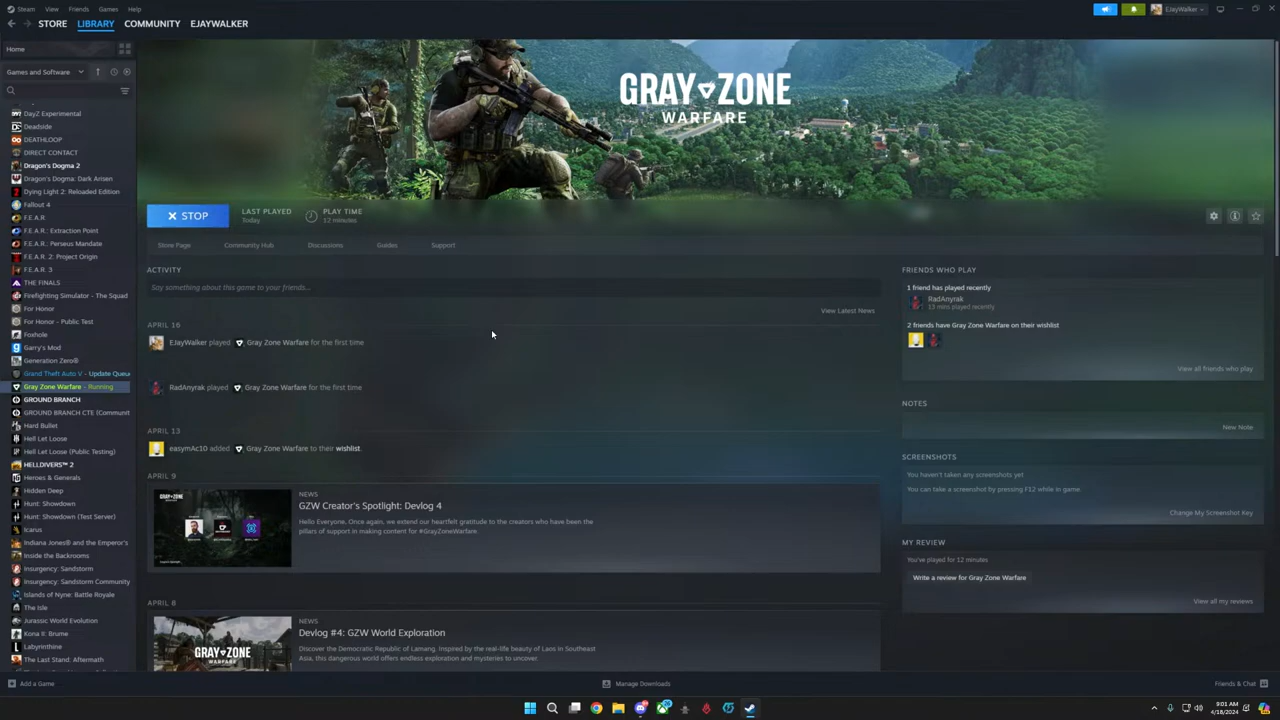 Steam View Friends Games Help
EJayWalker
STORE LIBRARY COMMUNITY EJAYWALKER
Home
Games and Software
DayZ Experimental
Deadside
DEATHLOOP
DIRECT CONTACT
Dragon's Dogma 2
Dragon's Dogma: Dark Arisen
Dying Light 2: Reloaded Edition
Fallout 4
F.E.A.R
F.E.A.R.: Extraction Point
F.E.A.R.: Perseus Mandate
F.E.A.R. 2: Project Origin
F.E.A.R. 3
THE FINALS
Firefighting Simulator - The Squad
For Honor
For Honor - Public Test
Foxhole
Garry's Mod
Generation Zero®
Grand Theft Auto V - Update Queu
Gray Zone Warfare - Running
GROUND BRANCH
GROUND BRANCH CTE (Communit
Hard Bullet
Hell Let Loose
Hell Let Loose (Public Testing)
HELLDIVERS™ 2
Heroes & Generals
Hidden Deep
Hunt: Showdown
Hunt: Showdown (Test Server)
Icarus
Indiana Jones® and the Emperor's
Inside the Backrooms
Insurgency: Sandstorm
Insurgency: Sandstorm Community
Islands of Nyne: Battle Royale
The Isle
Jurassic World Evolution
Kona II: Brume
Labyrinthine
The Last Stand: Aftermath
Add a Game
GRAY ZONE
WARFARE
STOP
LAST PLAYED
Today
PLAY TIME
12 minutes
Store Page Community Hub Discussions Guides Support
ACTIVITY
Say something about this game to your friends...
View Latest News
APRIL 16
EJayWalker played Gray Zone Warfare for the first time
RadAnyrak played Gray Zone Warfare for the first time
APRIL 13
easymAc10 added Gray Zone Warfare to their wishlist.
APRIL 9
GRAY ZONE
NEWS
GZW Creator's Spotlight: Devlog 4
Hello Everyone, Once again, we extend our heartfelt gratitude to the creators who have been the
pillars of support in making content for #GrayZoneWarfare
APRIL 8
GRAY ZONE
WARFARE
NEWS
Devlog #4: GZW World Exploration
Discover the Democratic Republic of Lamang. Inspired by the real-life beauty of Laos in Southeast
Asia, this dangerous world offers endless exploration and mysteries to uncover.
FRIENDS WHO PLAY
1 friend has played recently
RadAnyrak
13 mins played recently
2 friends have Gray Zone Warfare on their wishlist
View all friends who play
NOTES
New Note
SCREENSHOTS
You haven't taken any screenshots yet
You can take a screenshot by pressing F12 while in game.
Change My Screenshot Key
MY REVIEW
You've played for 12 minutes
Write a review for Gray Zone Warfare
View all my reviews
Manage Downloads
Friends & Chat
9:01 AM
4/18/2024